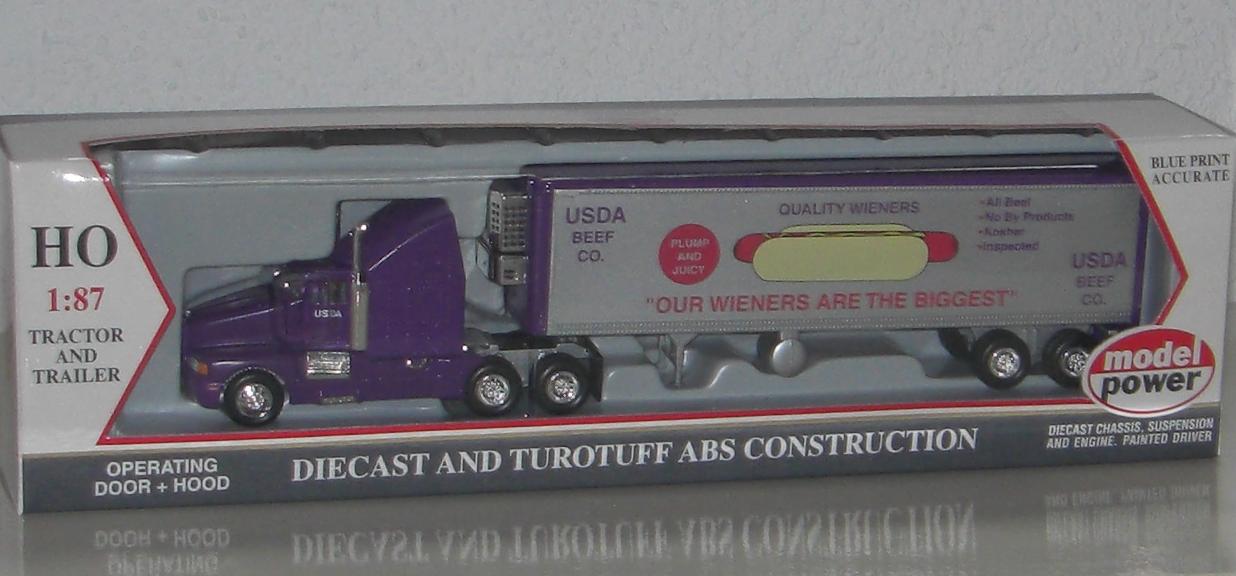 HO
1:87
TRACTOR
AND
TRAILER
USDA
USDA
BEEF
CO.
PLUMP
AND
JUICY
QUALITY WIENERS
-All Beef
-No By Products
-Kosher
-Inspected
USDA
BEEF
CO.
"OUR WIENERS ARE THE BIGGEST"
BLUE PRINT
ACCURATE
model
power
OPERATING
DOOR + HOOD
DIECAST AND TUROTUFF ABS CONSTRUCTION
DIECAST CHASSIS, SUSPENSION
AND ENGINE. PAINTED DRIVER